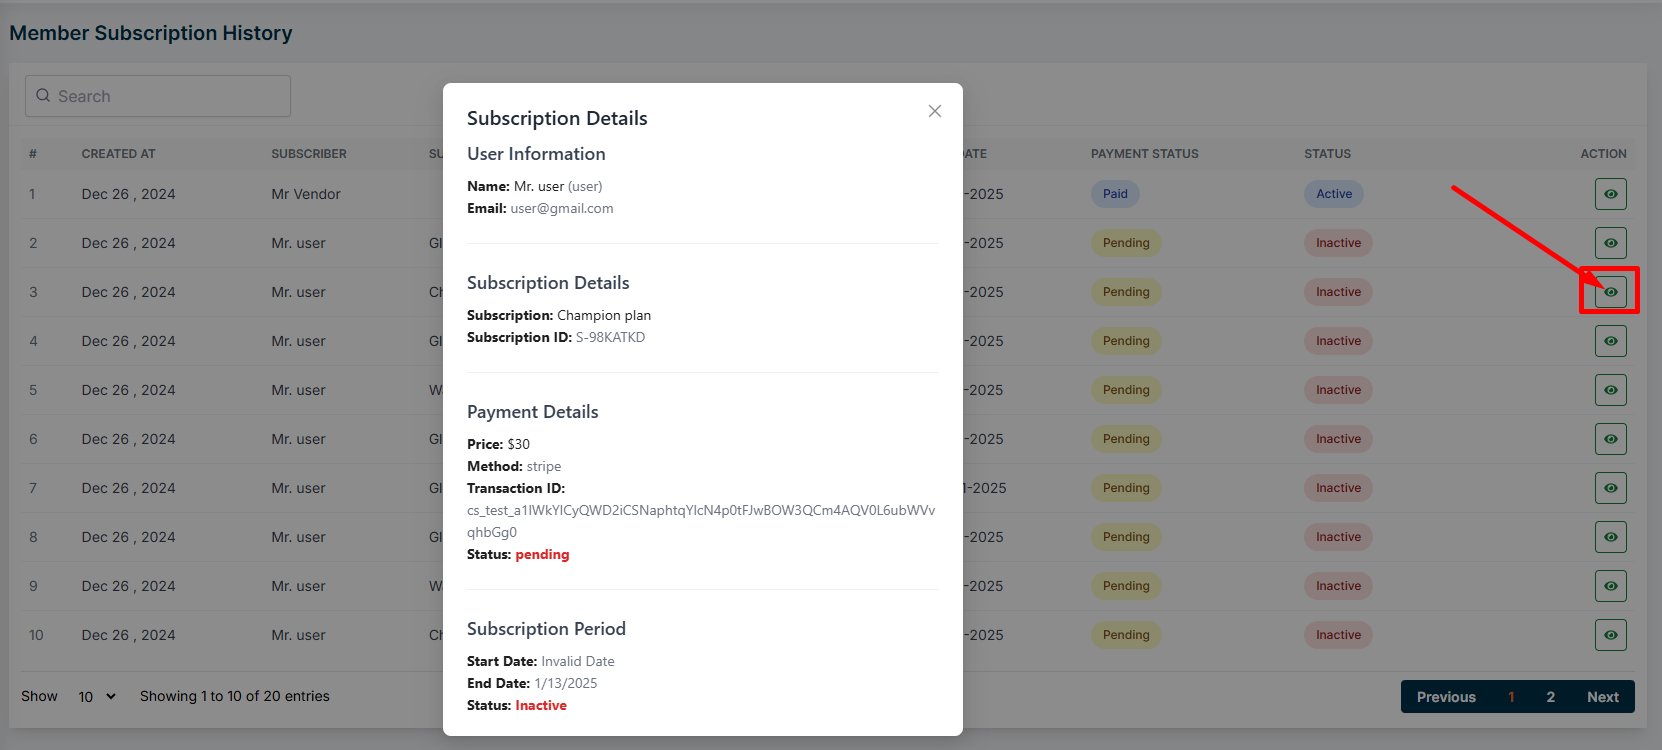 Member Subscription History
Search
# CREATED AT SUBSCRIBER SU ATE PAYMENT STATUS STATUS ACTION
1 Dec 26 , 2024 Mr Vendor -2025 Paid Active
2 Dec 26 , 2024 Mr. user Gl -2025 Pending Inactive
3 Dec 26 , 2024 Mr. user Ch -2025 Pending Inactive
4 Dec 26 , 2024 Mr. user Gl -2025 Pending Inactive
5 Dec 26 , 2024 Mr. user Wa -2025 Pending Inactive
6 Dec 26 , 2024 Mr. user Gl -2025 Pending Inactive
7 Dec 26 , 2024 Mr. user Gl 1-2025 Pending Inactive
8 Dec 26 , 2024 Mr. user Gl -2025 Pending Inactive
9 Dec 26 , 2024 Mr. user Wa -2025 Pending Inactive
10 Dec 26 , 2024 Mr. user Ch -2025 Pending Inactive
Show 10 Showing 1 to 10 of 20 entries Previous 1 2 Next
Subscription Details
User Information
Name: Mr. user (user)
Email: user@gmail.com
Subscription Details
Subscription: Champion plan
Subscription ID: S-98KATKD
Payment Details
Price: $30
Method: stripe
Transaction ID:
Status: pending
Subscription Period
Start Date: Invalid Date
End Date: 1/13/2025
Status: Inactive